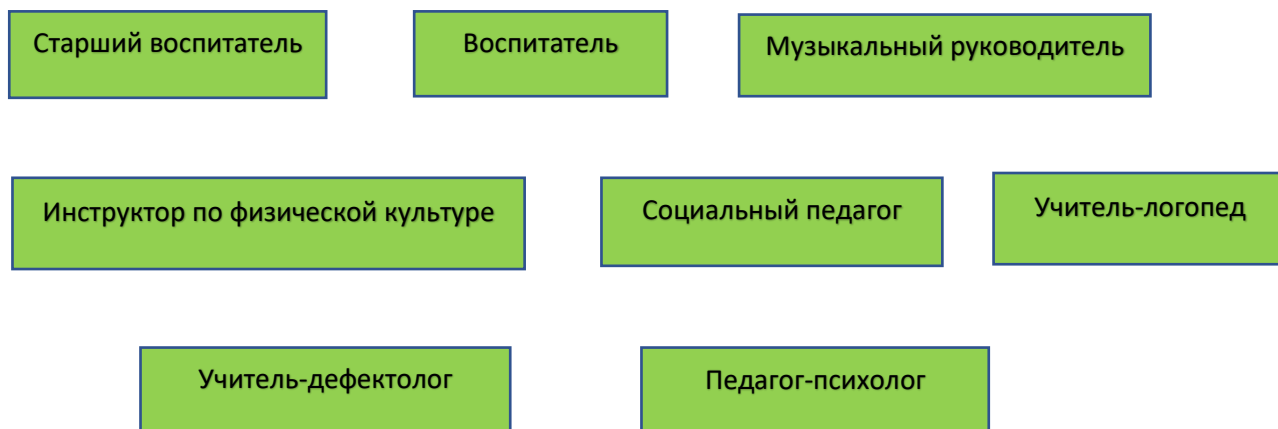 Старший воспитатель
Воспитатель
Музыкальный руководитель
Инструктор по физической культуре
Социальный педагог
Учитель-логопед
Учитель-дефектолог
Педагог-психолог